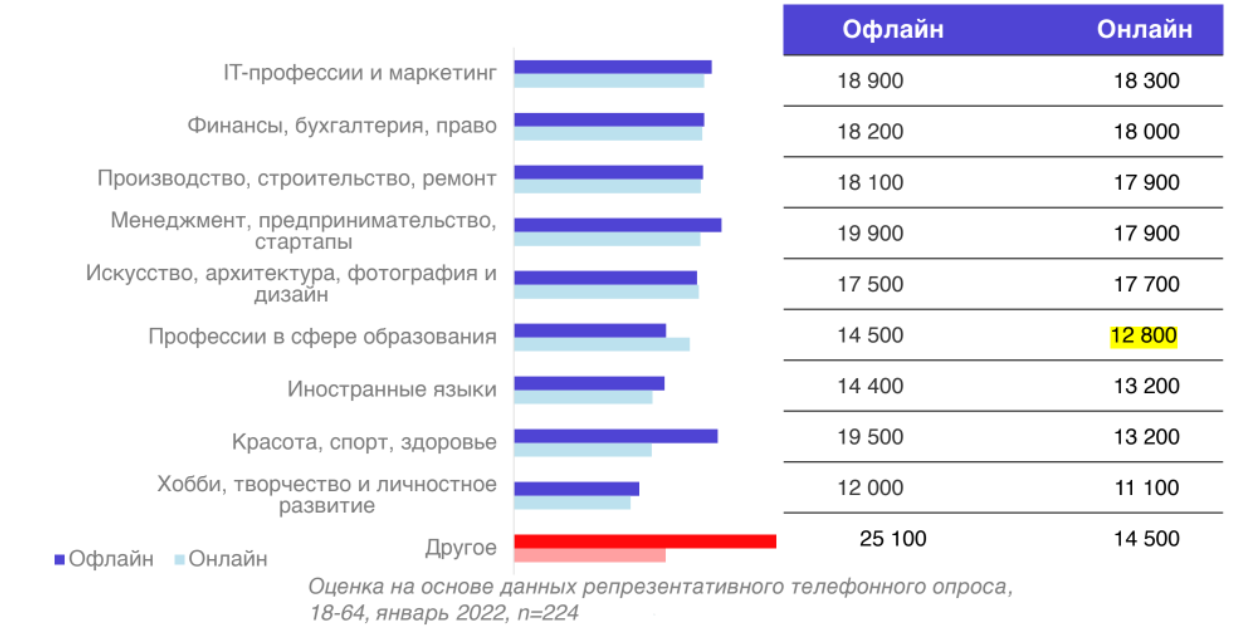 Офлайн Онлайн
IT-профессии и маркетинг 18 900 18 300
Финансы, бухгалтерия, право 18 200 18 000
Производство, строительство, ремонт 18 100 17 900
Менеджмент, предпринимательство,
стартапы 19 900 17 900
Искусство, архитектура, фотография и
дизайн 17 500 17 700
Профессии в сфере образования 14 500 12 800
Иностранные языки 14 400 13 200
Красота, спорт, здоровье 19 500 13 200
Хобби, творчество и личностное
развитие 12 000 11 100
Другое 25 100 14 500
Офлайн Онлайн
Оценка на основе данных репрезентативного телефонного опроса,
18-64, январь 2022, n=224